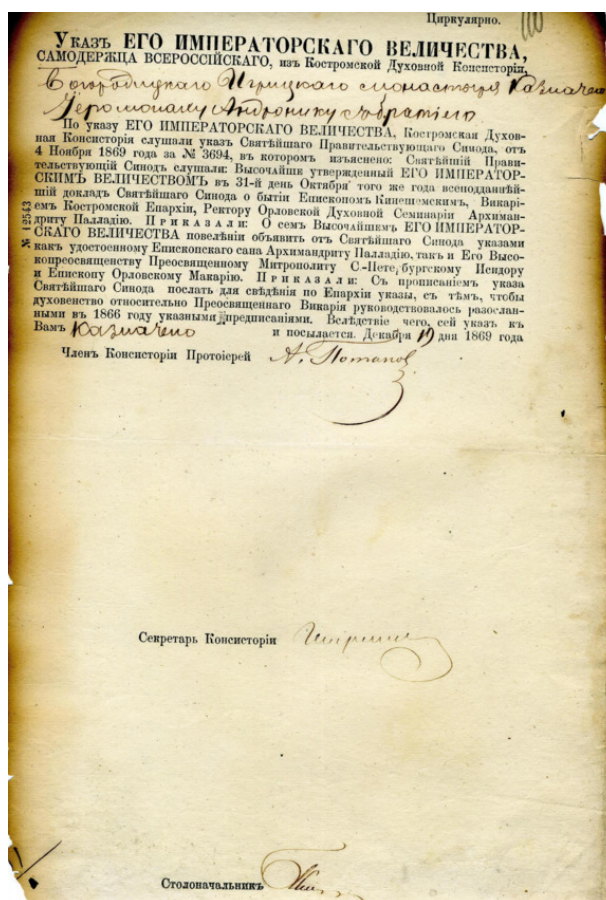 Циркулярно.
УКАЗЪ ЕГО ИМПЕРАТОРСКАГО ВЕЛИЧЕСТВА,
САМОДЕРЖЦА ВСЕРОССІЙСКАГО, изъ Костромской Духовной Консисторіи,
Богородицкаго Игрицкаго монастыря Казначею
Іеромонаху Андронику съ братіею
По указу ЕГО ИМПЕРАТОРСКАГО ВЕЛИЧЕСТВА, Костромская Духов-
ная Консисторія слушали указъ Святѣйшаго Правительствующаго Синода, отъ
4 Ноября 1869 года за № 3694, въ которомъ изъяснено: Святѣйшій Прави-
тельствующій Синодъ слушали: Высочайше утвержденный ЕГО ИМПЕРАТОР-
СКИМЪ ВЕЛИЧЕСТВОМЪ въ 31-й день Октября того же года всеподданнѣй-
шій докладъ Святѣйшаго Синода о бытіи Епископомъ Кинешемскимъ, Викарі-
емъ Костромской Епархіи, Ректору Орловской Духовной Семинаріи Архиман-
дриту Палладію. ПРИКАЗАЛИ: О семъ Высочайшемъ ЕГО ИМПЕРАТОР-
СКАГО ВЕЛИЧЕСТВА повелѣніи объявить отъ Святѣйшаго Синода указами
какъ удостоенному Епископскаго сана Архимандриту Палладію, такъ и Его Высо-
копреосвященству Преосвященному Митрополиту С.-Петербургскому Исидору
и Епископу Орловскому Макарію. ПРИКАЗАЛИ: Съ прописаніемъ указа
Святѣйшаго Синода послать для свѣдѣнія по Епархіи указы, съ тѣмъ, чтобы
духовенство относительно Преосвященнаго Викарія руководствовалось разослан-
ными въ 1866 году указными предписаніями. Вслѣдствіе чего, сей указъ къ
Вамъ Казначею и посылается. Декабря 19 дня 1869 года
№ 12543
Членъ Консисторіи Протоіерей А. Потаповъ
Секретарь Консисторіи
Столоначальникъ